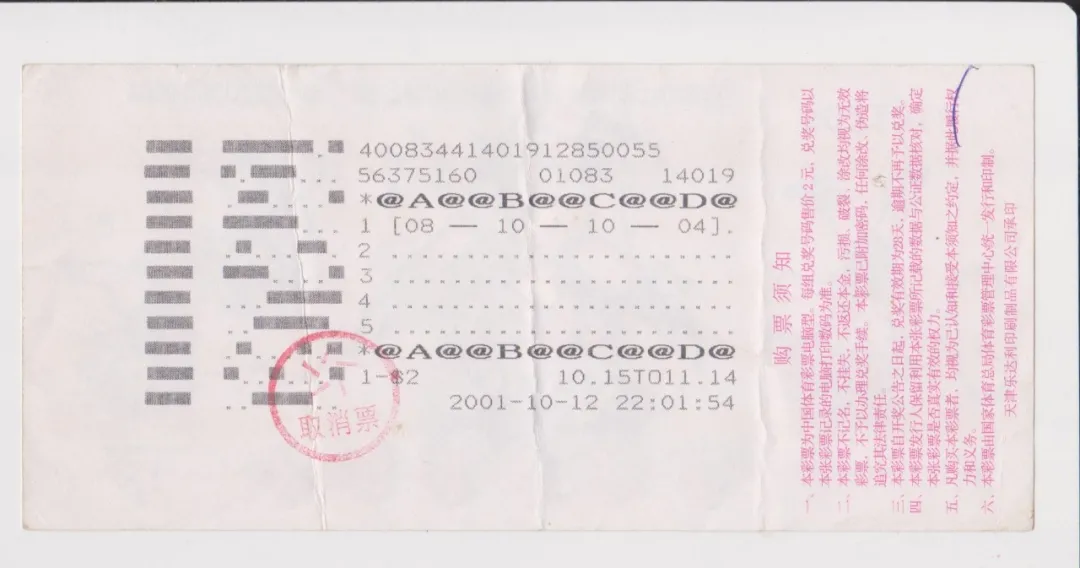 40083441401912850055
56375160 01083 14019
*@A@@B@@C@@D@
1 [08 — 10 — 10 — 04].
2 ....................
3 ....................
4 ....................
5 ....................
*@A@@B@@C@@D@
1-82 10.15TO11.14
2001-10-12 22:01:54
取消票
购票须知
一、本彩票为中国体育彩票电脑型。每组兑奖号码售价2元，兑奖号码以
本张彩票记录的电脑打印数码为准。
二、本彩票不记名，不挂失，不退还本金，污损、破裂、涂改均视为无效
彩票，不予以办理兑奖手续。本彩票已附加密码，任何涂改、伪造将
追究其法律责任。
三、本彩票自开奖公告之日起，兑奖有效期为28天，逾期不再予以兑奖。
四、本彩票发行人保留利用本张彩票所记载的数据与公证数据核对，确定
本张彩票是否真实有效的权力。
五、凡购买本彩票者，均视为已认知和接受本须知之约定，并据此履行权
力和义务。
六、本彩票由国家体育总局体育彩票管理中心统一发行和印制。
天津乐达利印刷制品有限公司承印